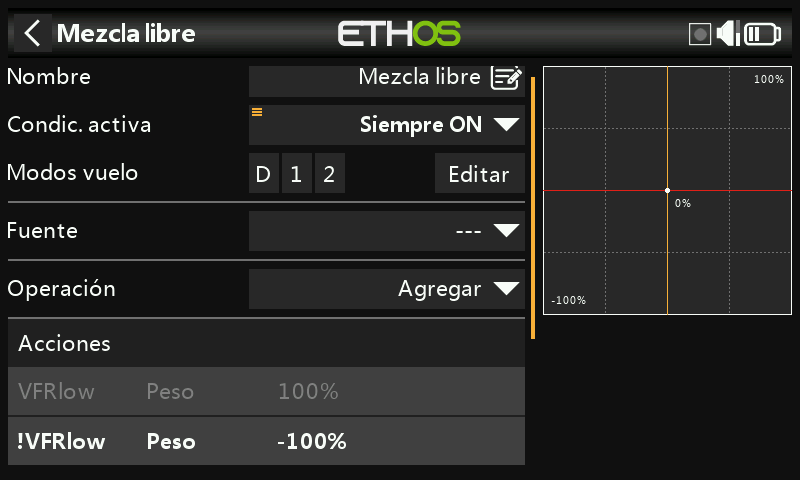 Mezcla libre
ETHOS
Nombre Mezcla libre
Condic. activa Siempre ON
Modos vuelo D 1 2 Editar
Fuente ---
Operación Agregar
Acciones
VFRlow Peso 100%
!VFRlow Peso -100%
100%
0%
-100%